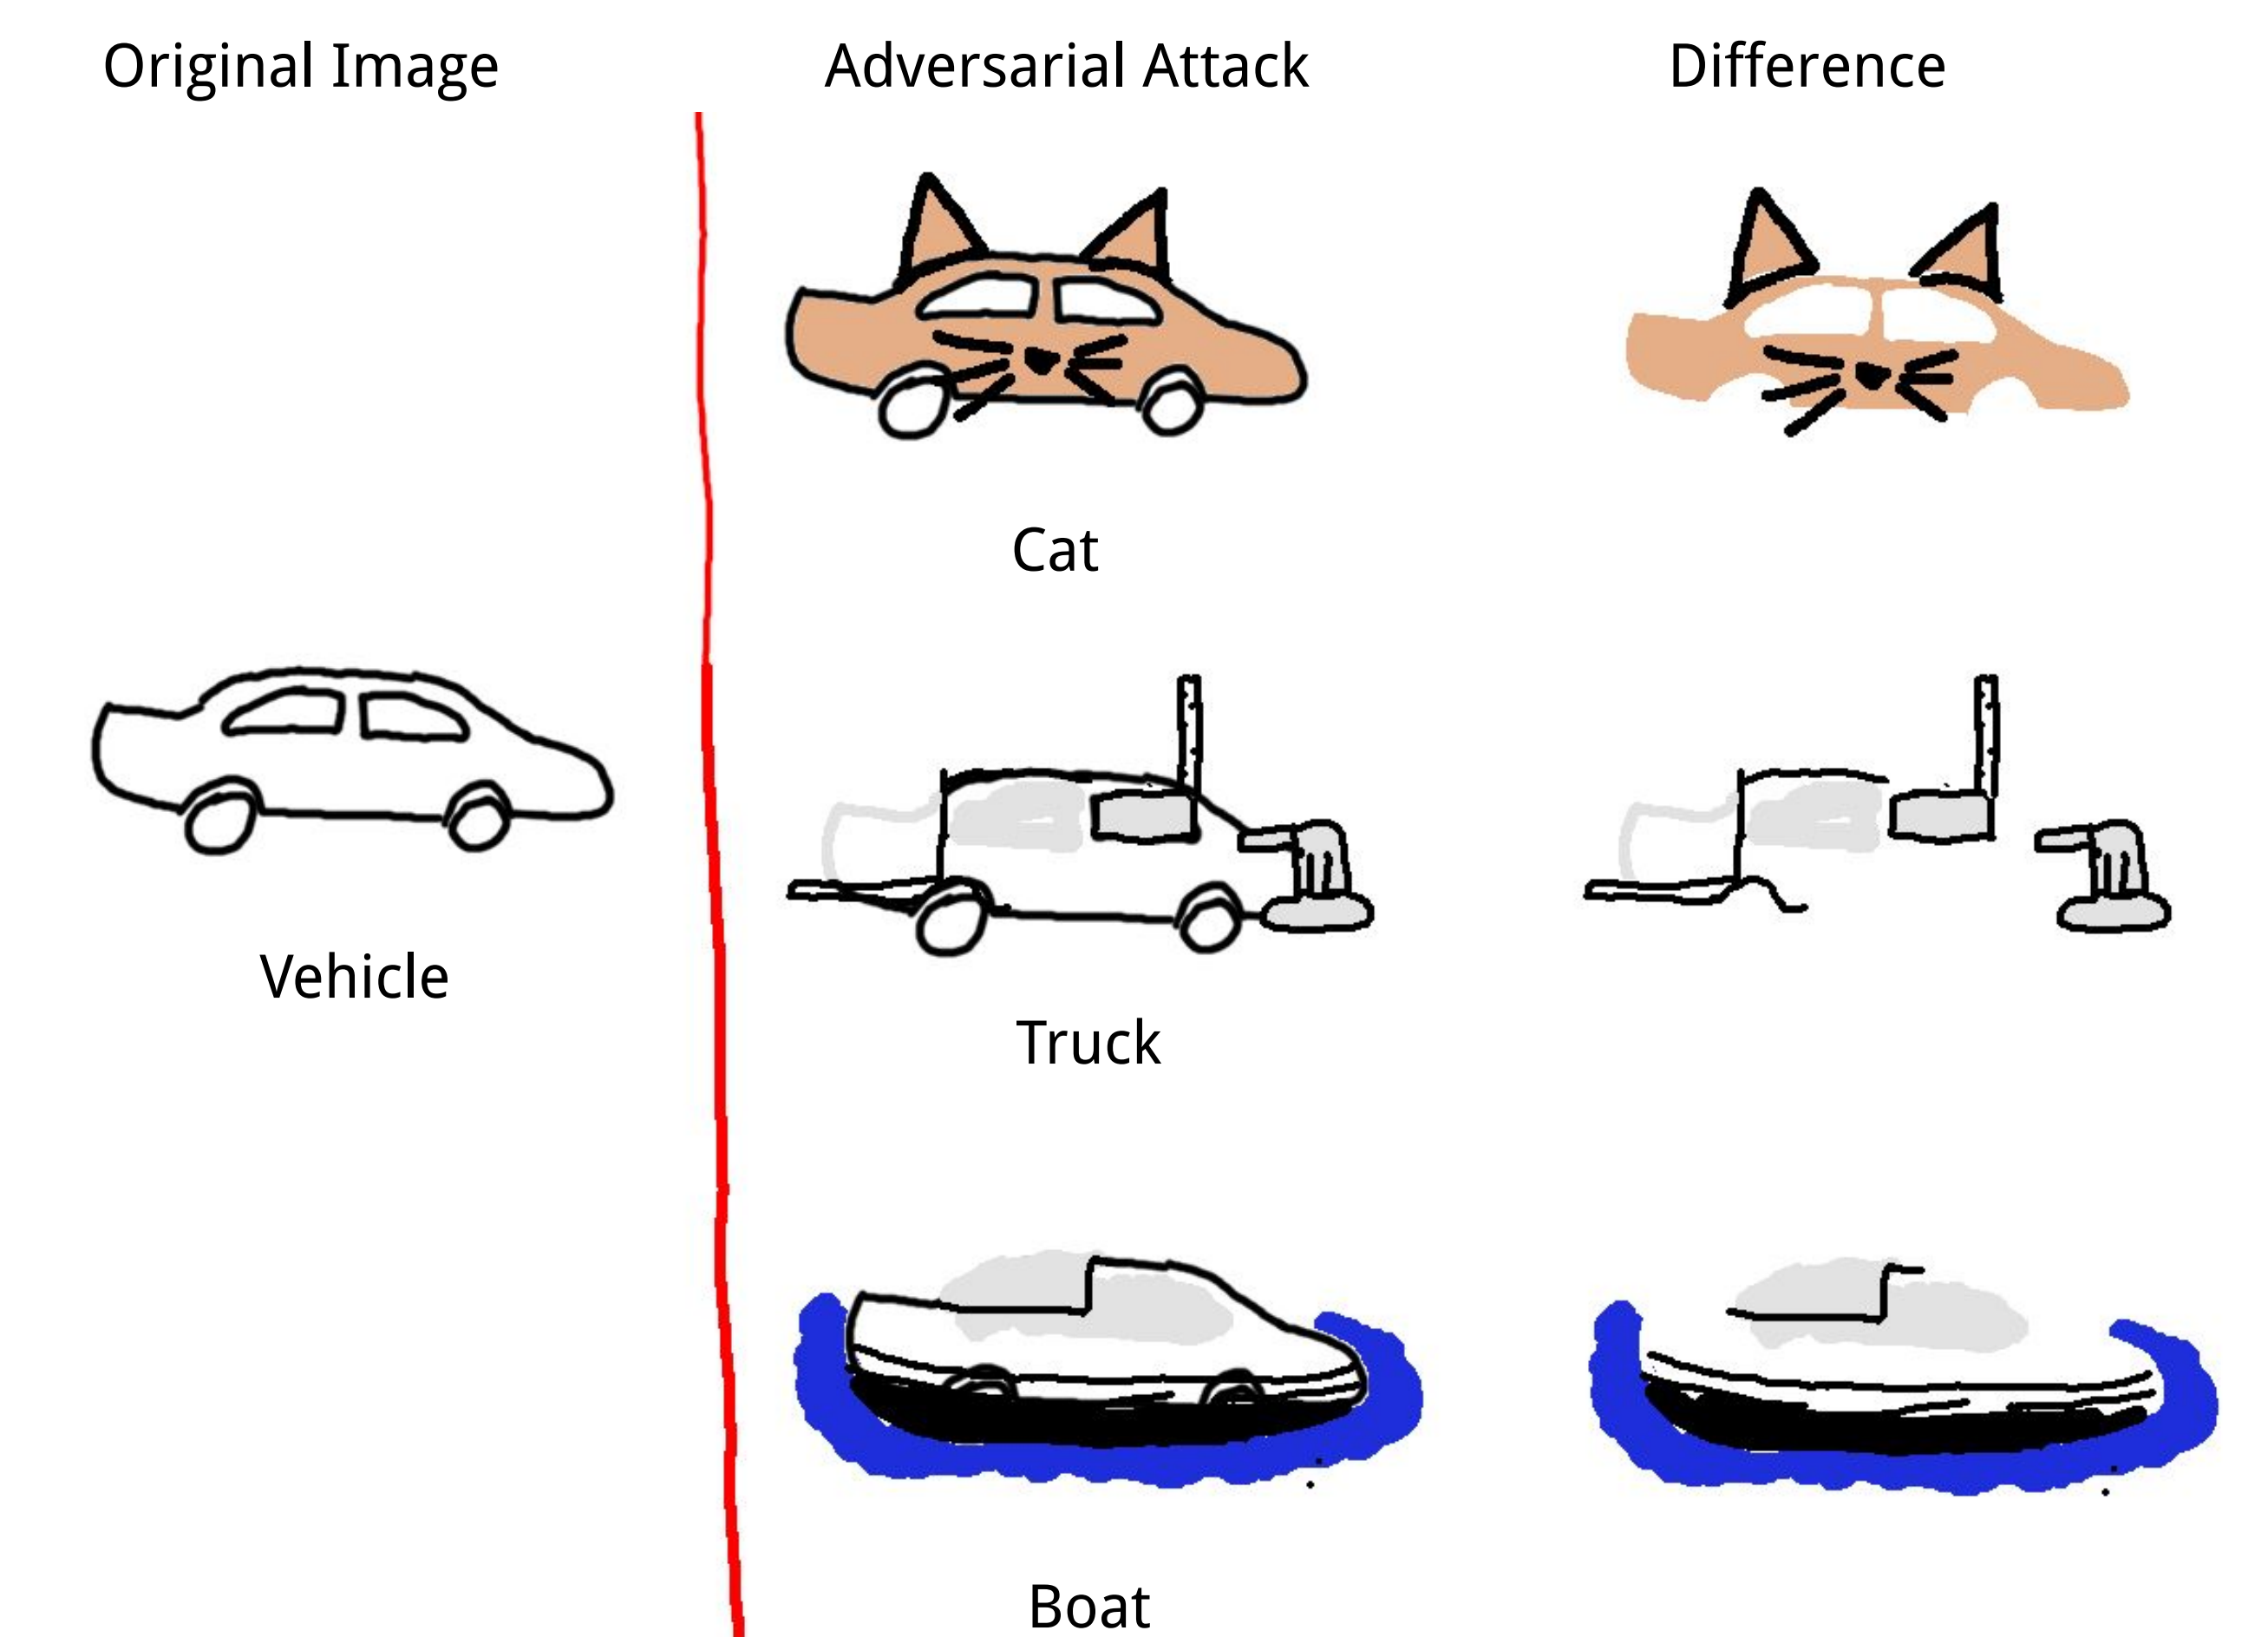 Original Image
Adversarial Attack
Difference
Cat
Vehicle
Truck
Boat